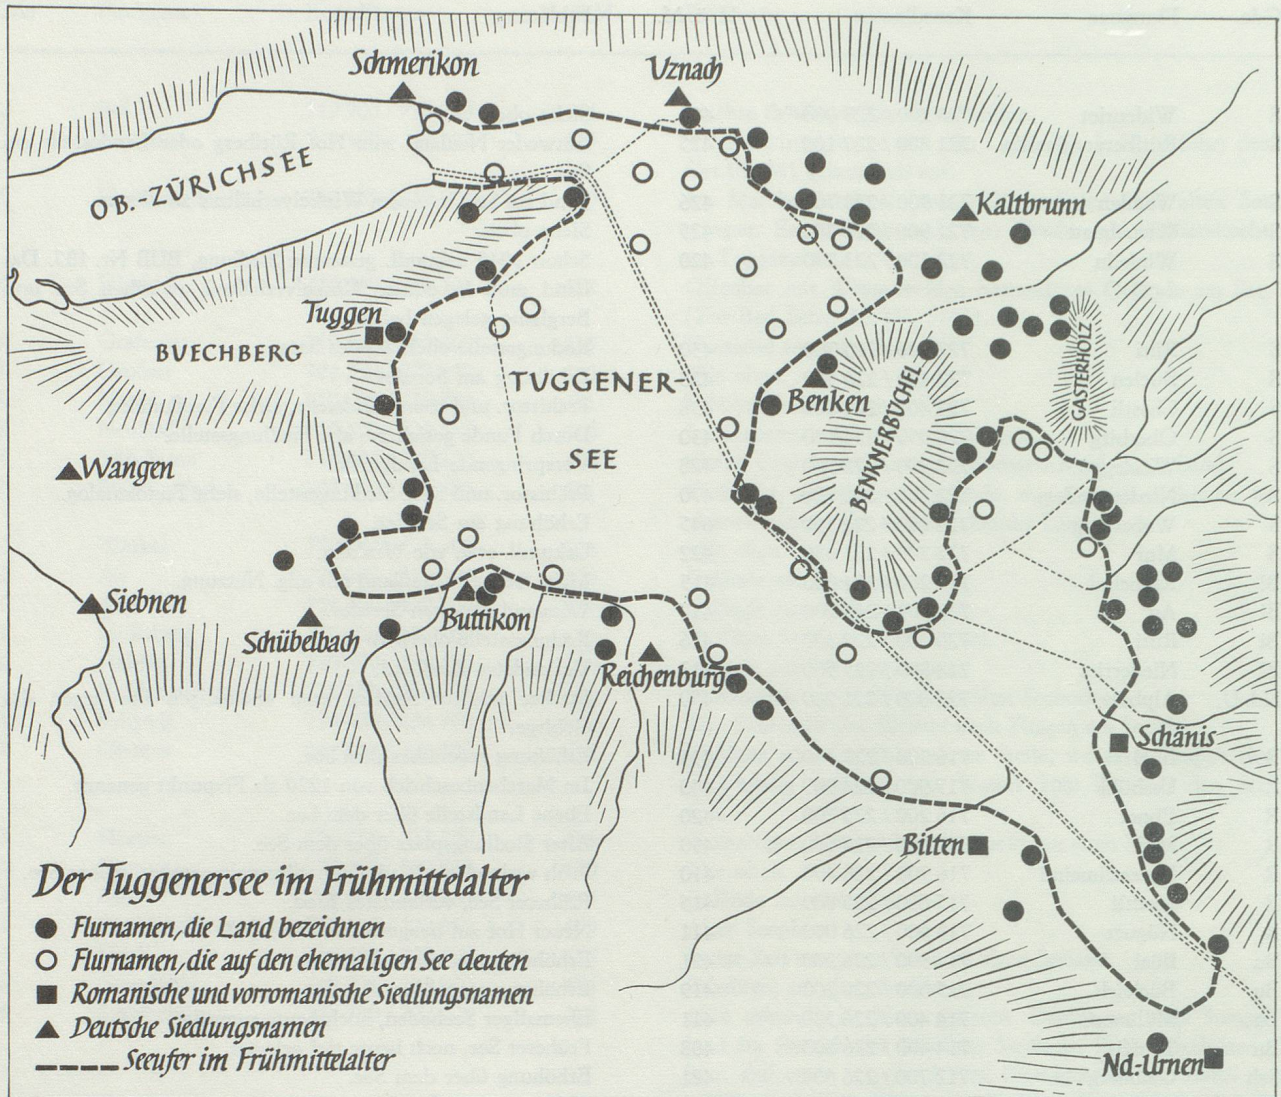 Schmerikon
Uznach
OB.-ZÜRICHSEE
Kaltbrunn
Tuggen
BUECHBERG
TUGGENER-
SEE
Benken
BENKNERBÜCHEL
GASTERHOLZ
Wangen
Siebnen
Schübelbach
Buttikon
Reichenburg
Schänis
Bilten
Nd.-Urnen
Der Tuggenersee im Frühmittelalter
Flurnamen, die Land bezeichnen
Flurnamen, die auf den ehemaligen See deuten
Romanische und vorromanische Siedlungsnamen
Deutsche Siedlungsnamen
Seeufer im Frühmittelalter